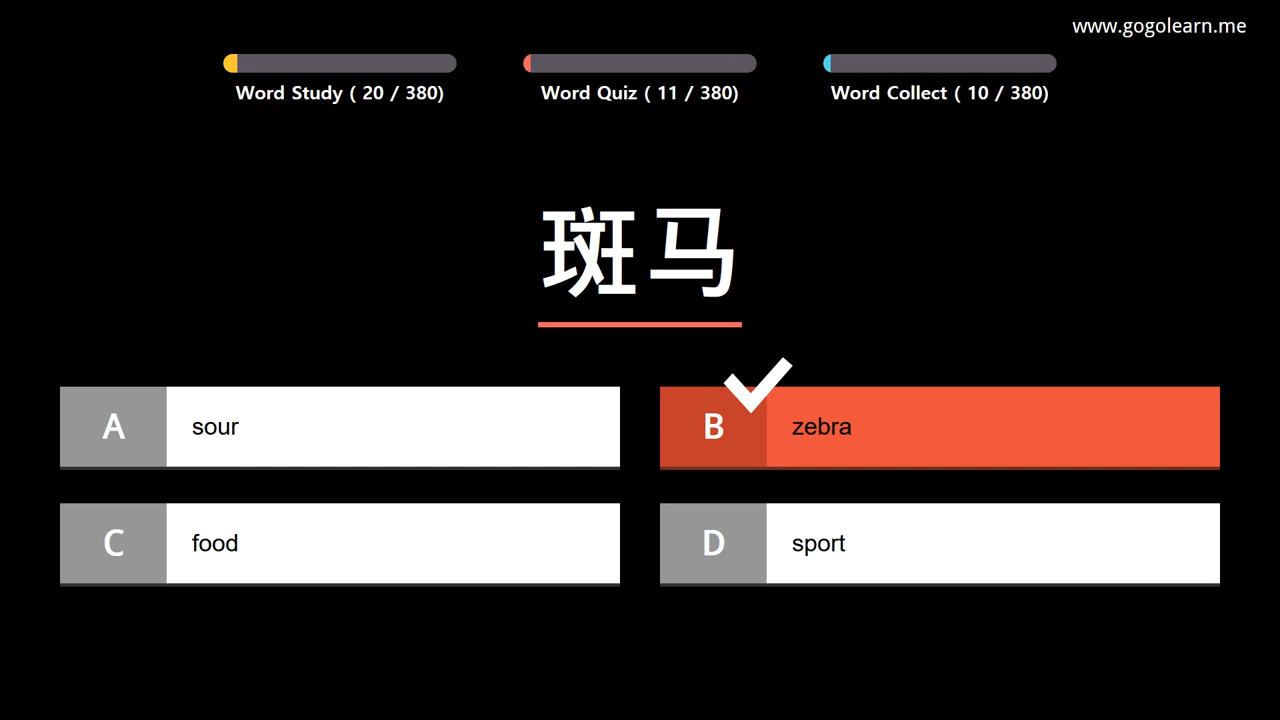 www.gogolearn.me
Word Study ( 20 / 380)
Word Quiz ( 11 / 380)
Word Collect ( 10 / 380)
斑马
A sour
B zebra
C food
D sport